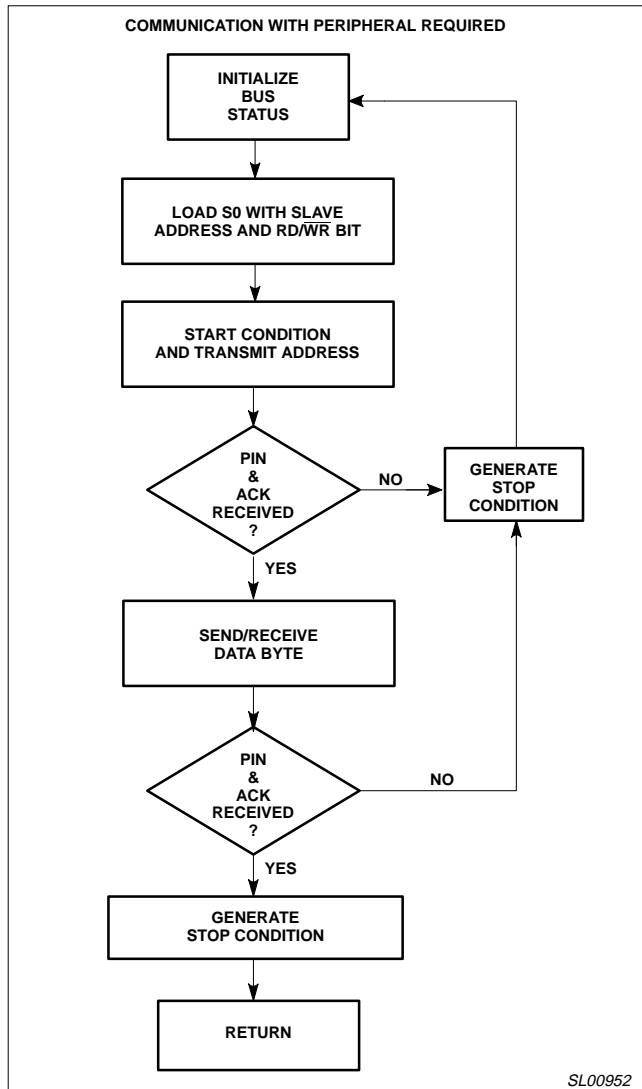 COMMUNICATION WITH PERIPHERAL REQUIRED
INITIALIZE
BUS
STATUS
LOAD S0 WITH SLAVE
ADDRESS AND RD/W̅R̅ BIT
START CONDITION
AND TRANSMIT ADDRESS
PIN
&
ACK
RECEIVED
?
NO
GENERATE
STOP
CONDITION
YES
SEND/RECEIVE
DATA BYTE
PIN
&
ACK
RECEIVED
?
NO
YES
GENERATE
STOP CONDITION
RETURN
SL00952